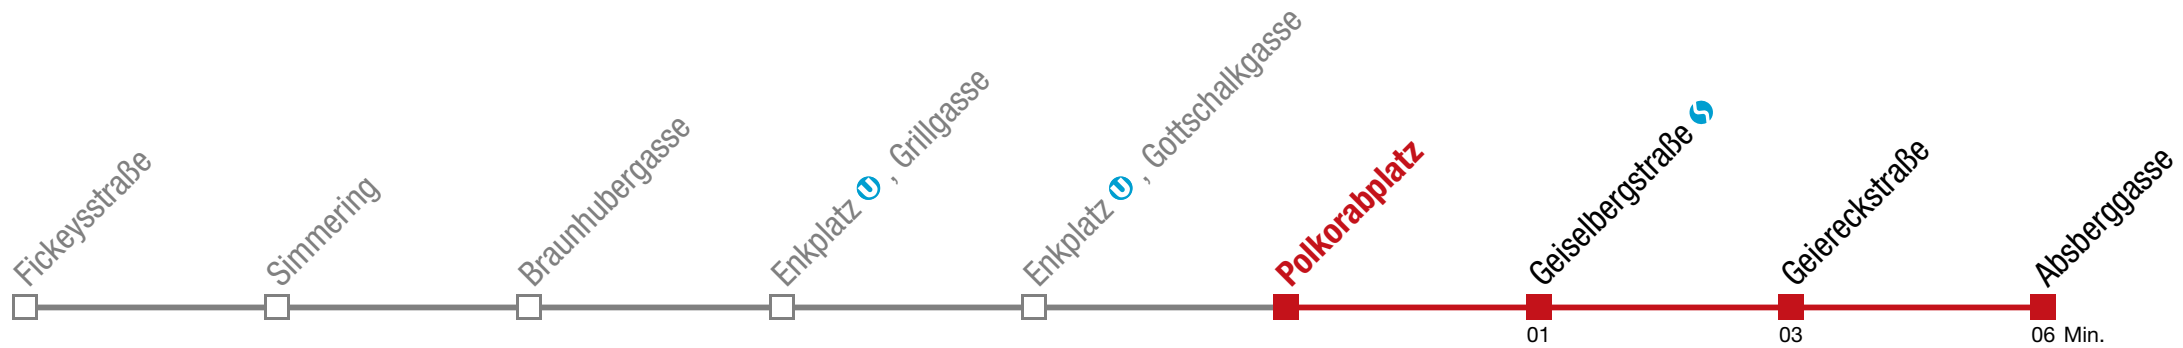 Fickeysstraße
Simmering
Braunhubergasse
Enkplatz U , Grillgasse
Enkplatz U , Gottschalkgasse
Polkorabplatz
Geiselbergstraße S
Geiereckstraße
Absberggasse
01
03
06 Min.